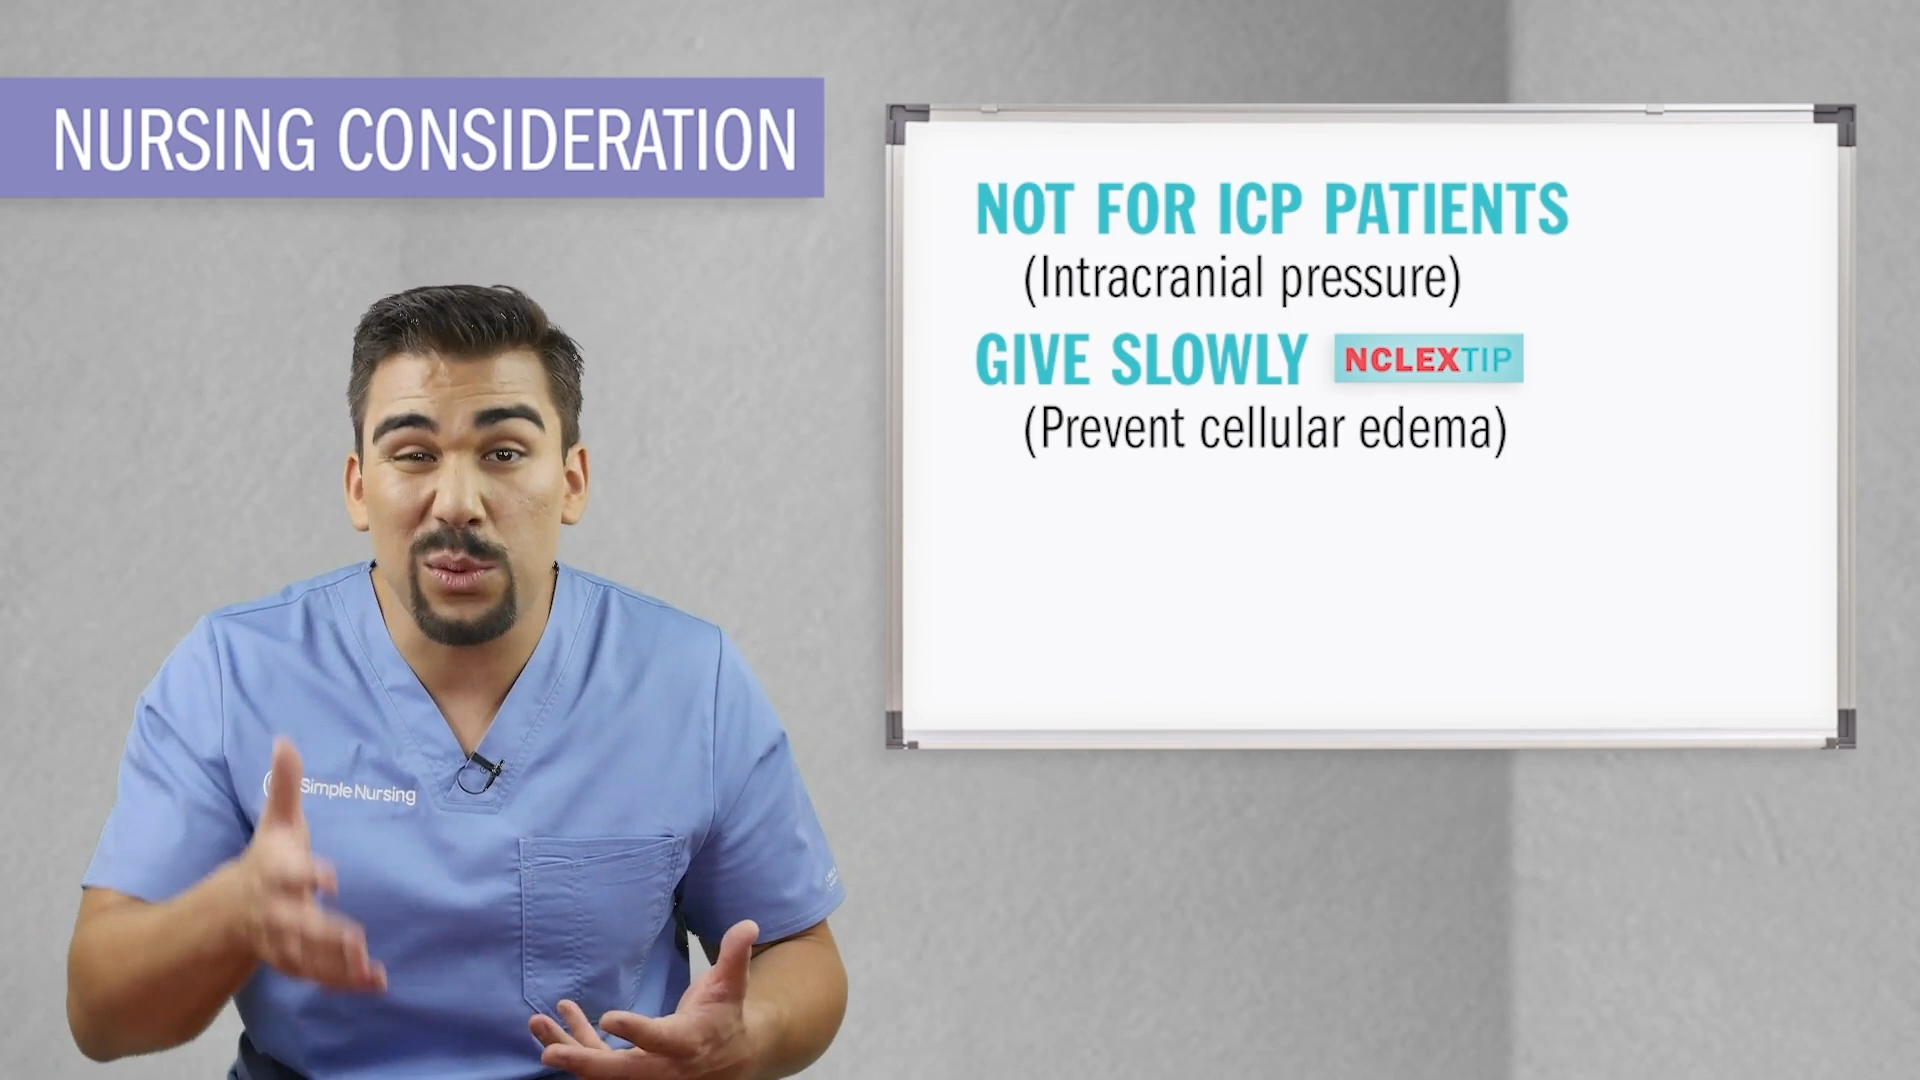 NURSING CONSIDERATION
NOT FOR ICP PATIENTS
(Intracranial pressure)
GIVE SLOWLY NCLEXTIP
(Prevent cellular edema)
Simple Nursing